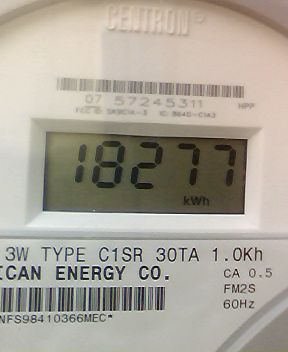 CENTRON
07 57245311
HPP
18277
kWh
3W TYPE C1SR 30TA 1.0Kh
ICAN ENERGY CO. CA 0.5
FM2S
60Hz
NFS98410366MEC*